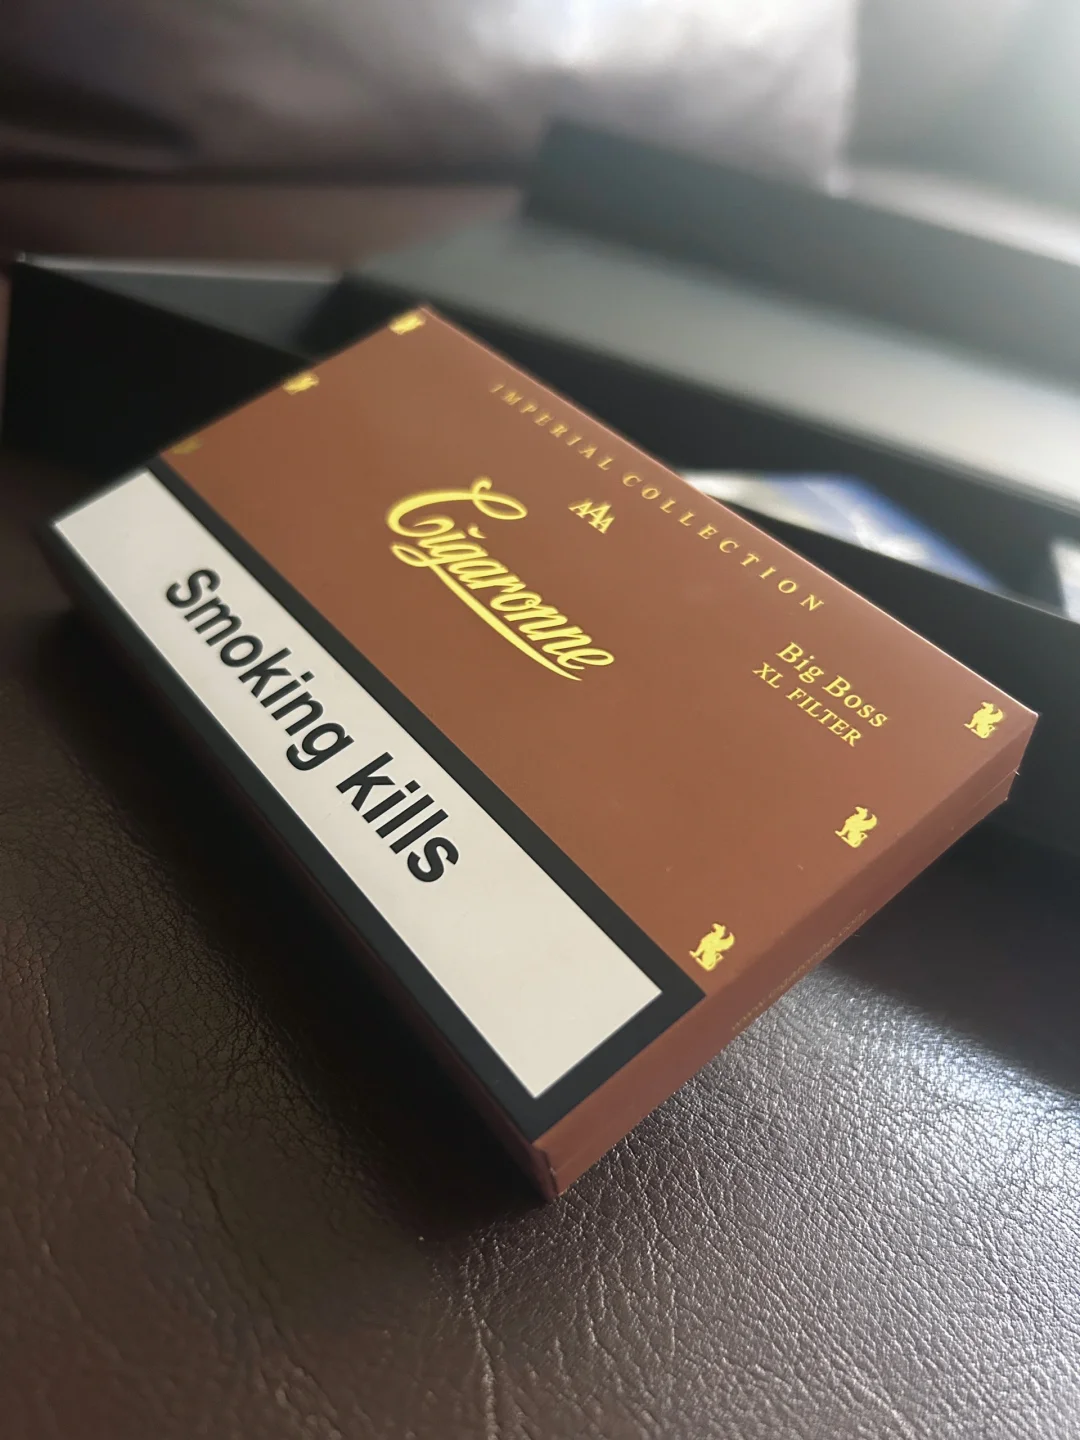 IMPERIAL COLLECTION
AAA
Cigaronne
Big Boss
XL FILTER
Smoking kills